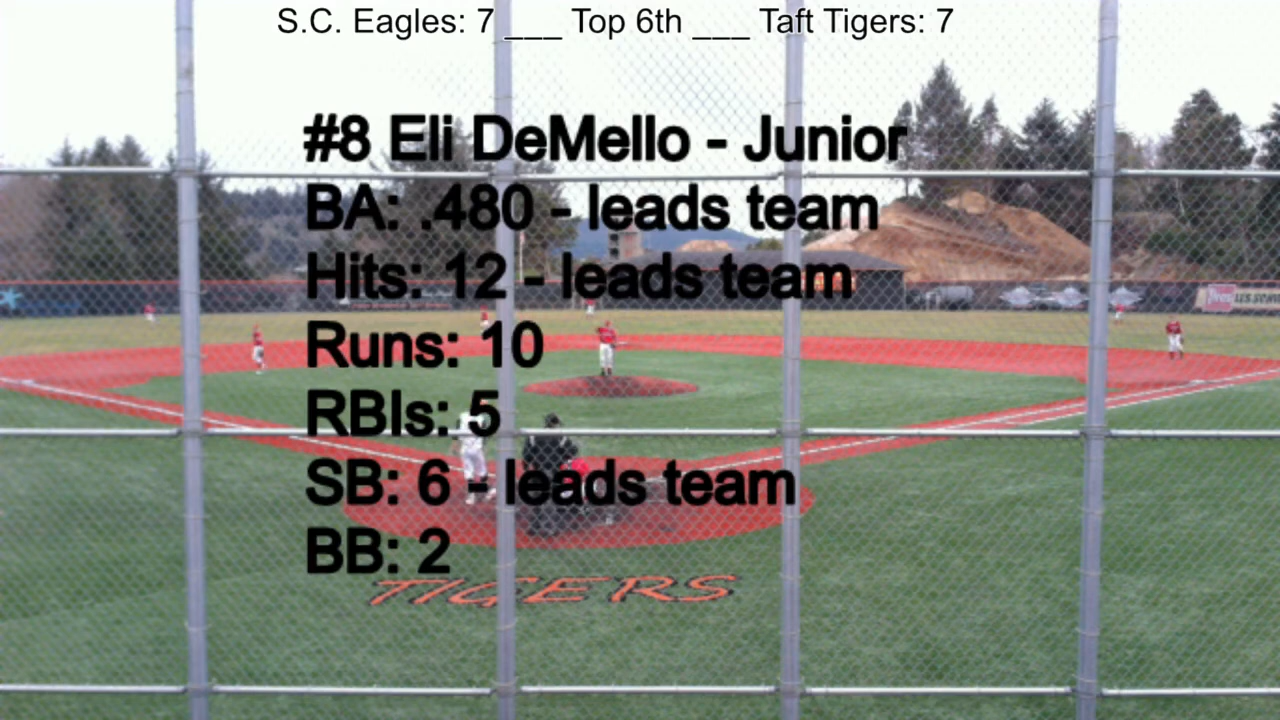 S.C. Eagles: 7 ___ Top 6th ___ Taft Tigers: 7
#8 Eli DeMello - Junior
BA: .480 - leads team
Hits: 12 - leads team
Runs: 10
RBIs: 5
SB: 6 - leads team
BB: 2
TIGERS